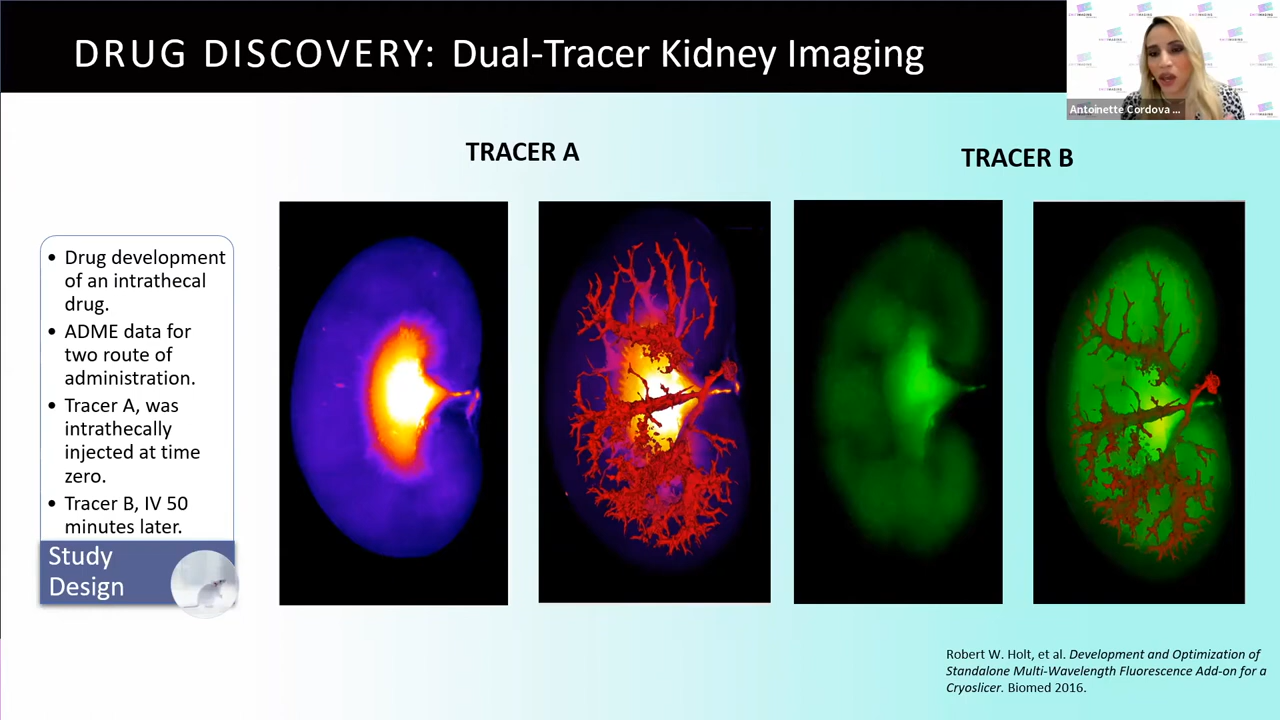 DRUG DISCOVERY: Dual-Tracer Kidney Imaging
Antoinette Cordova ...
TRACER A
TRACER B
• Drug development
of an intrathecal
drug.
• ADME data for
two route of
administration.
• Tracer A, was
intrathecally
injected at time
zero.
• Tracer B, IV 50
minutes later.
Study
Design
Robert W. Holt, et al. Development and Optimization of
Standalone Multi-Wavelength Fluorescence Add-on for a
Cryoslicer. Biomed 2016.